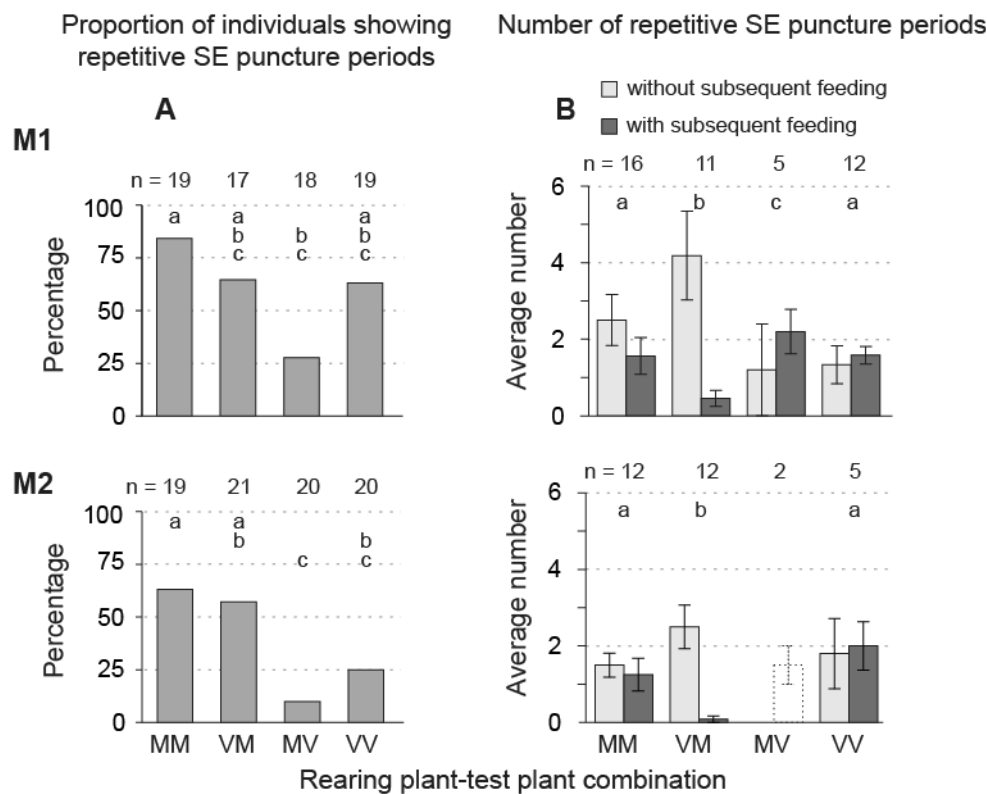 Proportion of individuals showing
repetitive SE puncture periods
Number of repetitive SE puncture periods
A
B
without subsequent feeding
with subsequent feeding
M1
n = 19 17 18 19
100
75
50
25
0
Percentage
a a b a
b c b
c c
n = 16 11 5 12
6
4
2
0
Average number
a b c a
M2
n = 19 21 20 20
100
75
50
25
0
Percentage
a a b
b c c
MM VM MV VV
n = 12 12 2 5
6
4
2
0
Average number
a b a
MM VM MV VV
Rearing plant-test plant combination